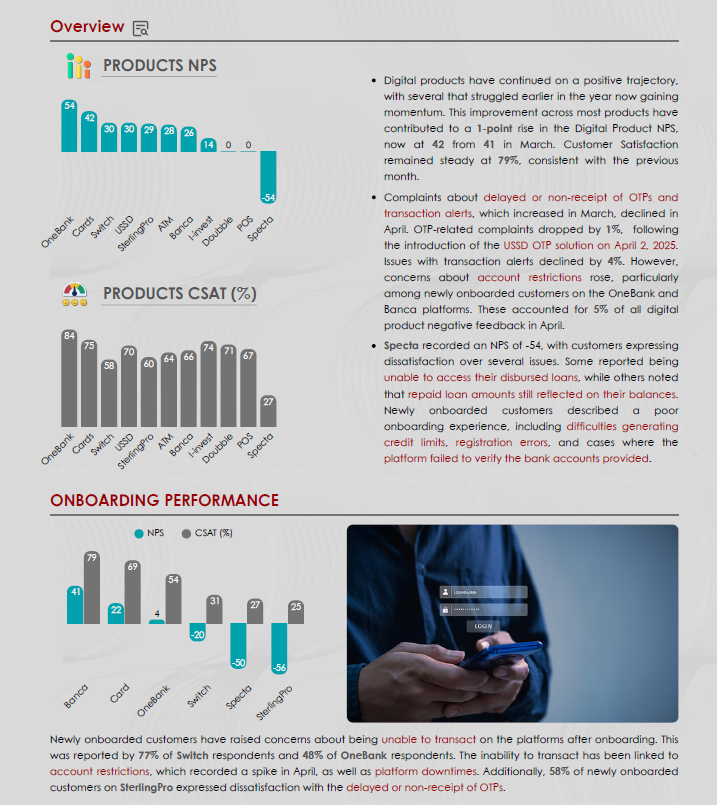 Overview
PRODUCTS NPS
54
42
30
30
29
28
26
14
0
0
-54
OneBank
Cards
Switch
USSD
SterlingPro
ATM
Banca
I-invest
Doubble
POS
Specta
PRODUCTS CSAT (%)
84
75
58
70
60
64
66
74
71
67
27
OneBank
Cards
Switch
USSD
SterlingPro
ATM
Banca
I-invest
Doubble
POS
Specta
• Digital products have continued on a positive trajectory,
with several that struggled earlier in the year now gaining
momentum. This improvement across most products have
contributed to a 1-point rise in the Digital Product NPS,
now at 42 from 41 in March. Customer Satisfaction
remained steady at 79%, consistent with the previous
month.
• Complaints about delayed or non-receipt of OTPs and
transaction alerts, which increased in March, declined in
April. OTP-related complaints dropped by 1%, following
the introduction of the USSD OTP solution on April 2, 2025.
Issues with transaction alerts declined by 4%. However,
concerns about account restrictions rose, particularly
among newly onboarded customers on the OneBank and
Banca platforms. These accounted for 5% of all digital
product negative feedback in April.
• Specta recorded an NPS of -54, with customers expressing
dissatisfaction over several issues. Some reported being
unable to access their disbursed loans, while others noted
that repaid loan amounts still reflected on their balances.
Newly onboarded customers described a poor
onboarding experience, including difficulties generating
credit limits, registration errors, and cases where the
platform failed to verify the bank accounts provided.
ONBOARDING PERFORMANCE
NPS
CSAT (%)
41
79
22
69
4
54
-20
31
-50
27
-56
25
Banca
Card
OneBank
Switch
Specta
SterlingPro
USERNAME
LOGIN
Newly onboarded customers have raised concerns about being unable to transact on the platforms after onboarding. This
was reported by 77% of Switch respondents and 48% of OneBank respondents. The inability to transact has been linked to
account restrictions, which recorded a spike in April, as well as platform downtimes. Additionally, 58% of newly onboarded
customers on SterlingPro expressed dissatisfaction with the delayed or non-receipt of OTPs.